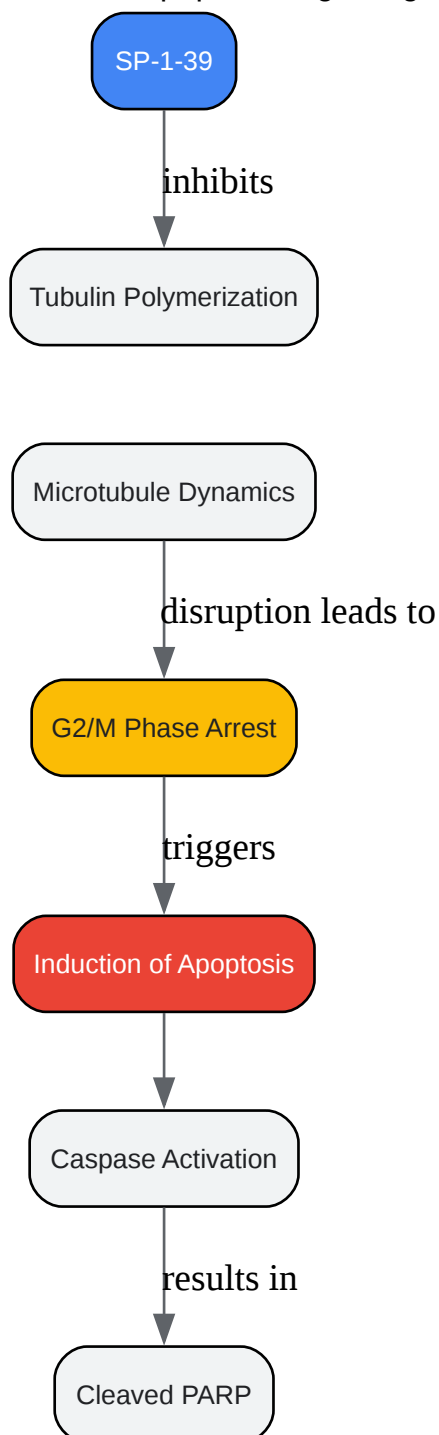 SP-1-39
inhibits
Tubulin Polymerization
Microtubule Dynamics
disruption leads to
G2/M Phase Arrest
triggers
Induction of Apoptosis
Caspase Activation
results in
Cleaved PARP